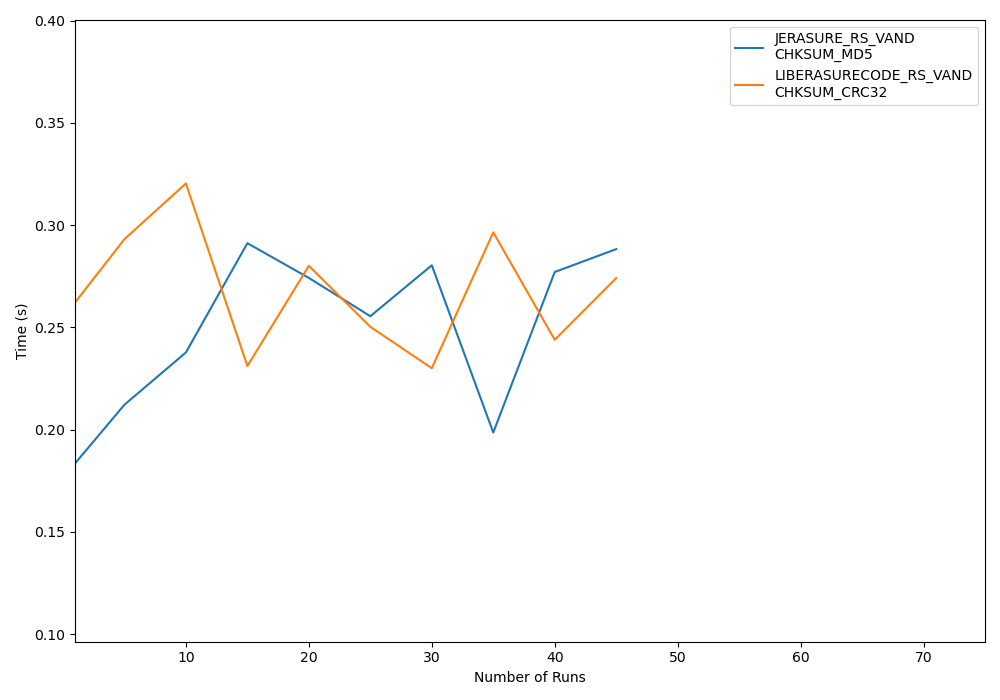 0.40
0.35
0.30
0.25
0.20
0.15
0.10
Time (s)
10 20 30 40 50 60 70
Number of Runs
JERASURE_RS_VAND
CHKSUM_MD5
LIBERASURECODE_RS_VAND
CHKSUM_CRC32